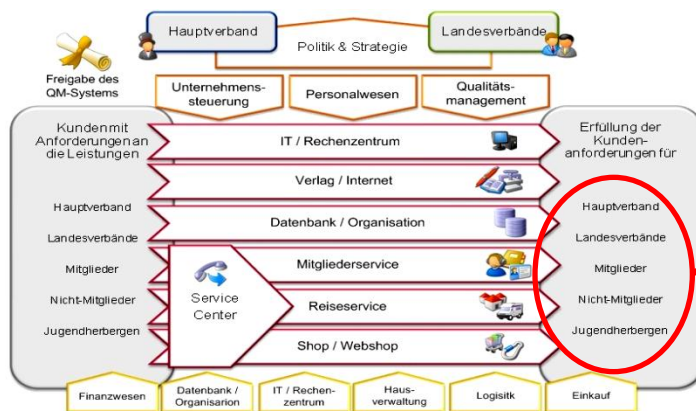 Hauptverband
Politik & Strategie
Landesverbände
Freigabe des
QM-Systems
Unternehmens-
steuerung
Personalwesen
Qualitäts-
management
Kunden mit
Anforderungen an
die Leistungen
Hauptverband
Landesverbände
Mitglieder
Nicht-Mitglieder
Jugendherbergen
IT / Rechenzentrum
Verlag / Internet
Datenbank / Organisation
Mitgliederservice
Reiseservice
Shop / Webshop
Service
Center
Erfüllung der
Kunden-
anforderungen für
Hauptverband
Landesverbände
Mitglieder
Nicht-Mitglieder
Jugendherbergen
Finanzwesen
Datenbank /
Organisarion
IT / Rechen-
zentrum
Haus-
verwaltung
Logisitk
Einkauf